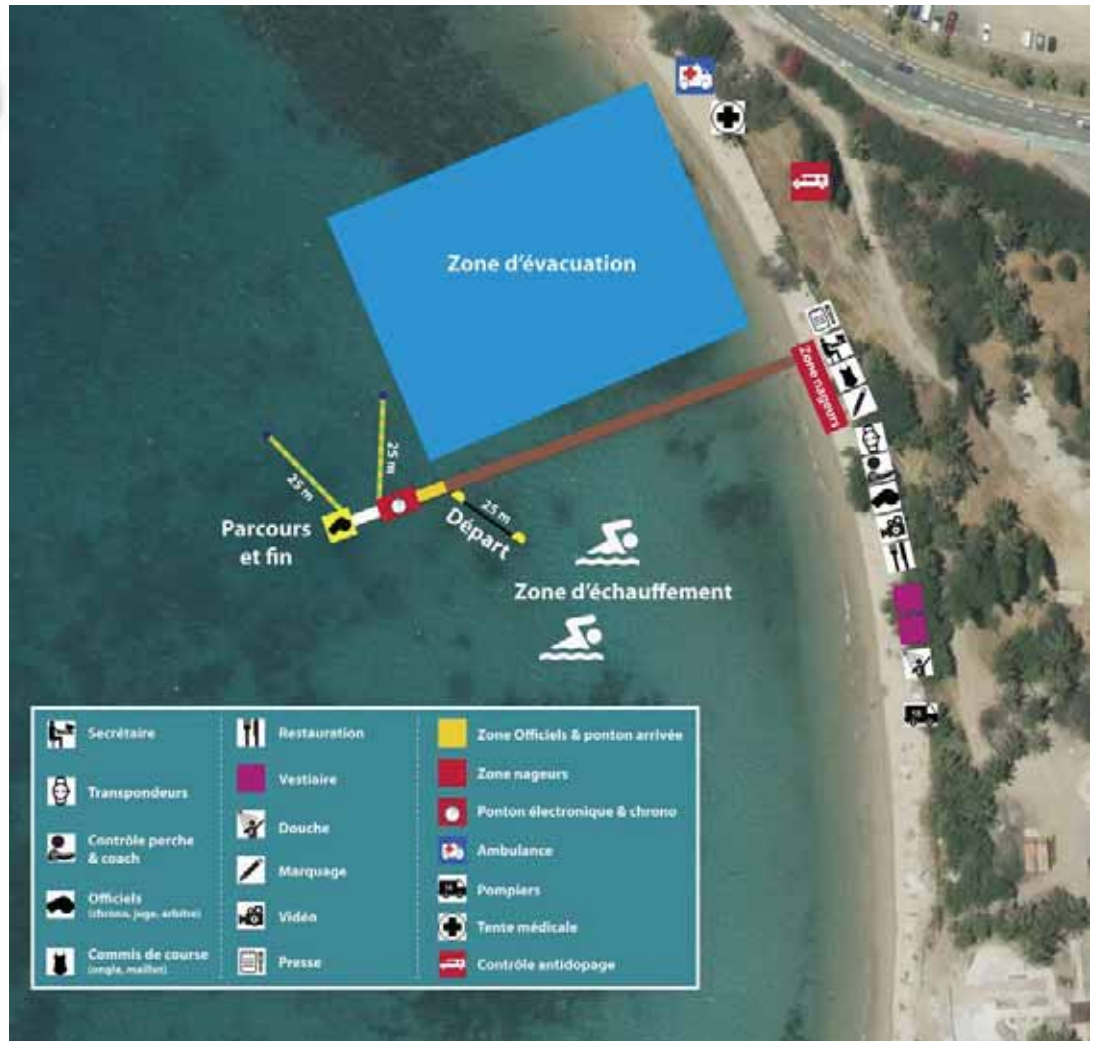 Zone d'évacuation
Zone nageurs
25 m
25 m
25 m
Départ
Parcours
et fin
Zone d'échauffement
Secrétaire
Transpondeurs
Contrôle perche
& coach
Officiels
(chrono, juge, arbitre)
Commis de course
(ongle, maillot)
Restauration
Vestiaire
Douche
Marquage
Vidéo
Presse
Zone Officiels & ponton arrivée
Zone nageurs
Ponton électronique & chrono
Ambulance
Pompiers
Tente médicale
Contrôle antidopage